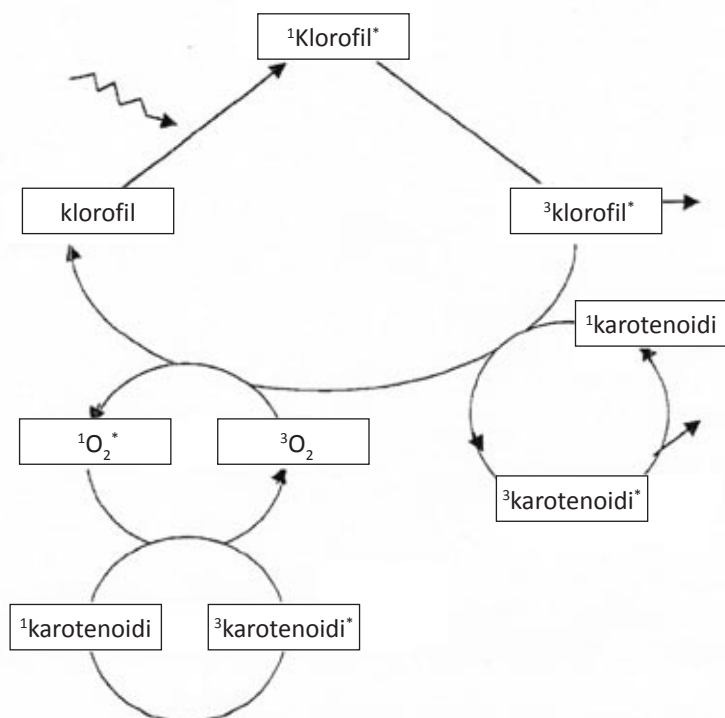 ¹Klorofil*
klorofil
³klorofil*
¹karotenoidi
¹O₂*
³O₂
³karotenoidi*
¹karotenoidi
³karotenoidi*